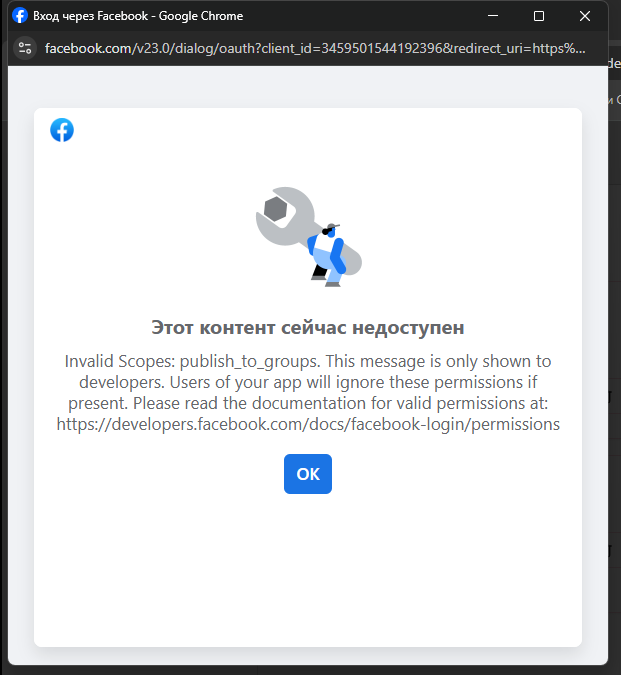 Вход через Facebook - Google Chrome
facebook.com/v23.0/dialog/oauth?client_id=3459501544192396&redirect_uri=https%...
Этот контент сейчас недоступен
Invalid Scopes: publish_to_groups. This message is only shown to
developers. Users of your app will ignore these permissions if
present. Please read the documentation for valid permissions at:
https://developers.facebook.com/docs/facebook-login/permissions
OK